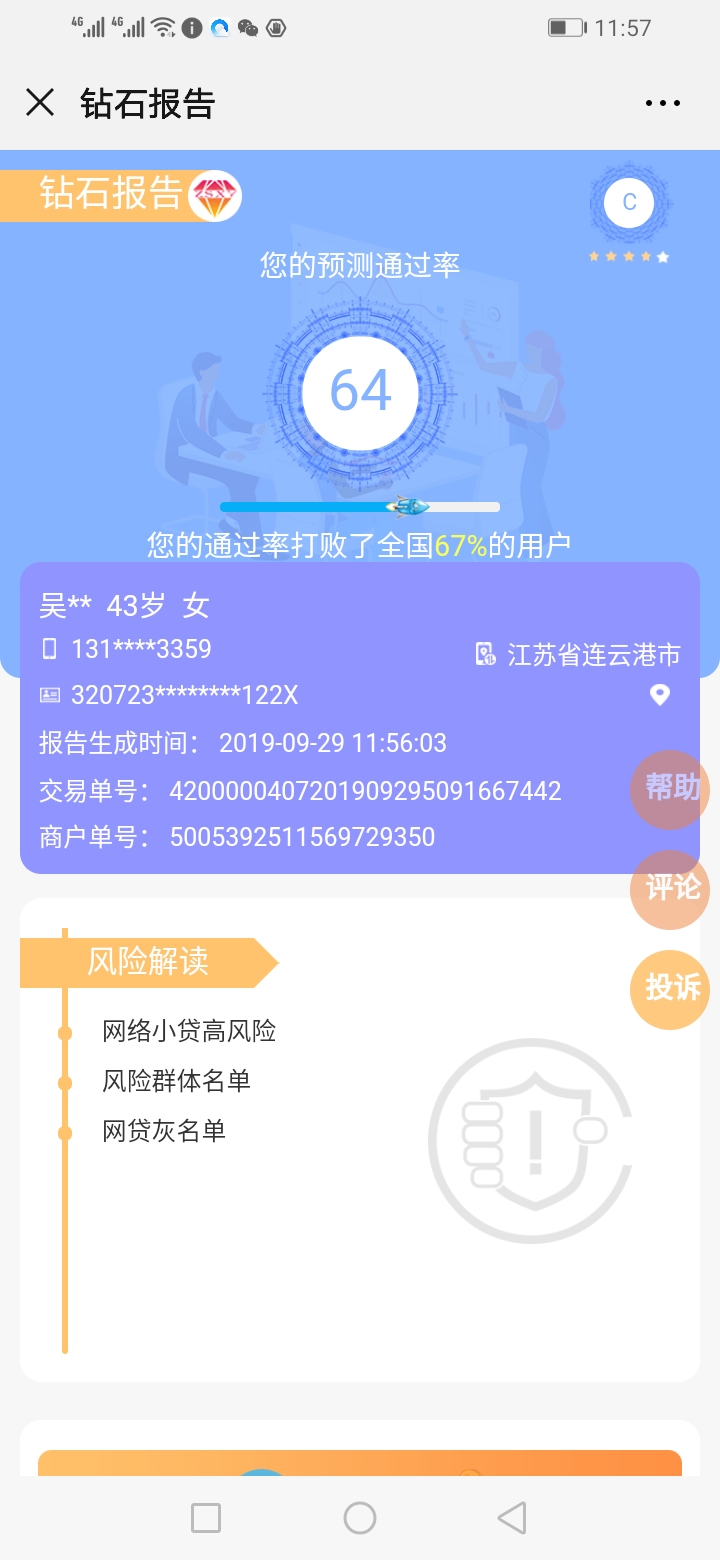 4G 4G 11:57
钻石报告
钻石报告
C
您的预测通过率
64
您的通过率打败了全国67%的用户
吴** 43岁 女
131****3359
江苏省连云港市
320723********122X
报告生成时间： 2019-09-29 11:56:03
交易单号： 4200000407201909295091667442
帮助
商户单号： 5005392511569729350
评论
风险解读
投诉
网络小贷高风险
风险群体名单
网贷灰名单